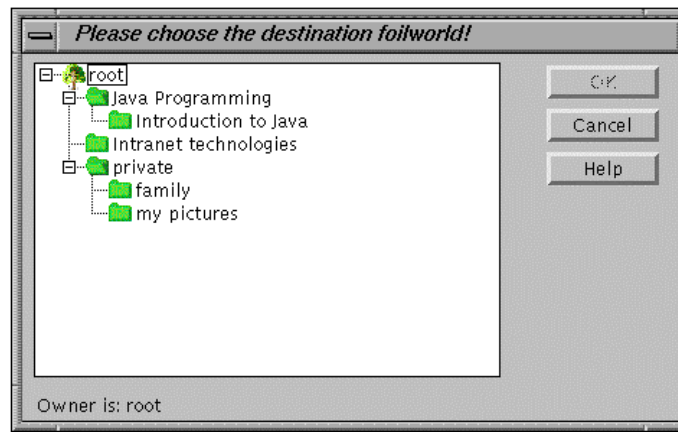 Please choose the destination foilworld!
root
Java Programming
Introduction to Java
Intranet technologies
private
family
my pictures
OK
Cancel
Help
Owner is: root